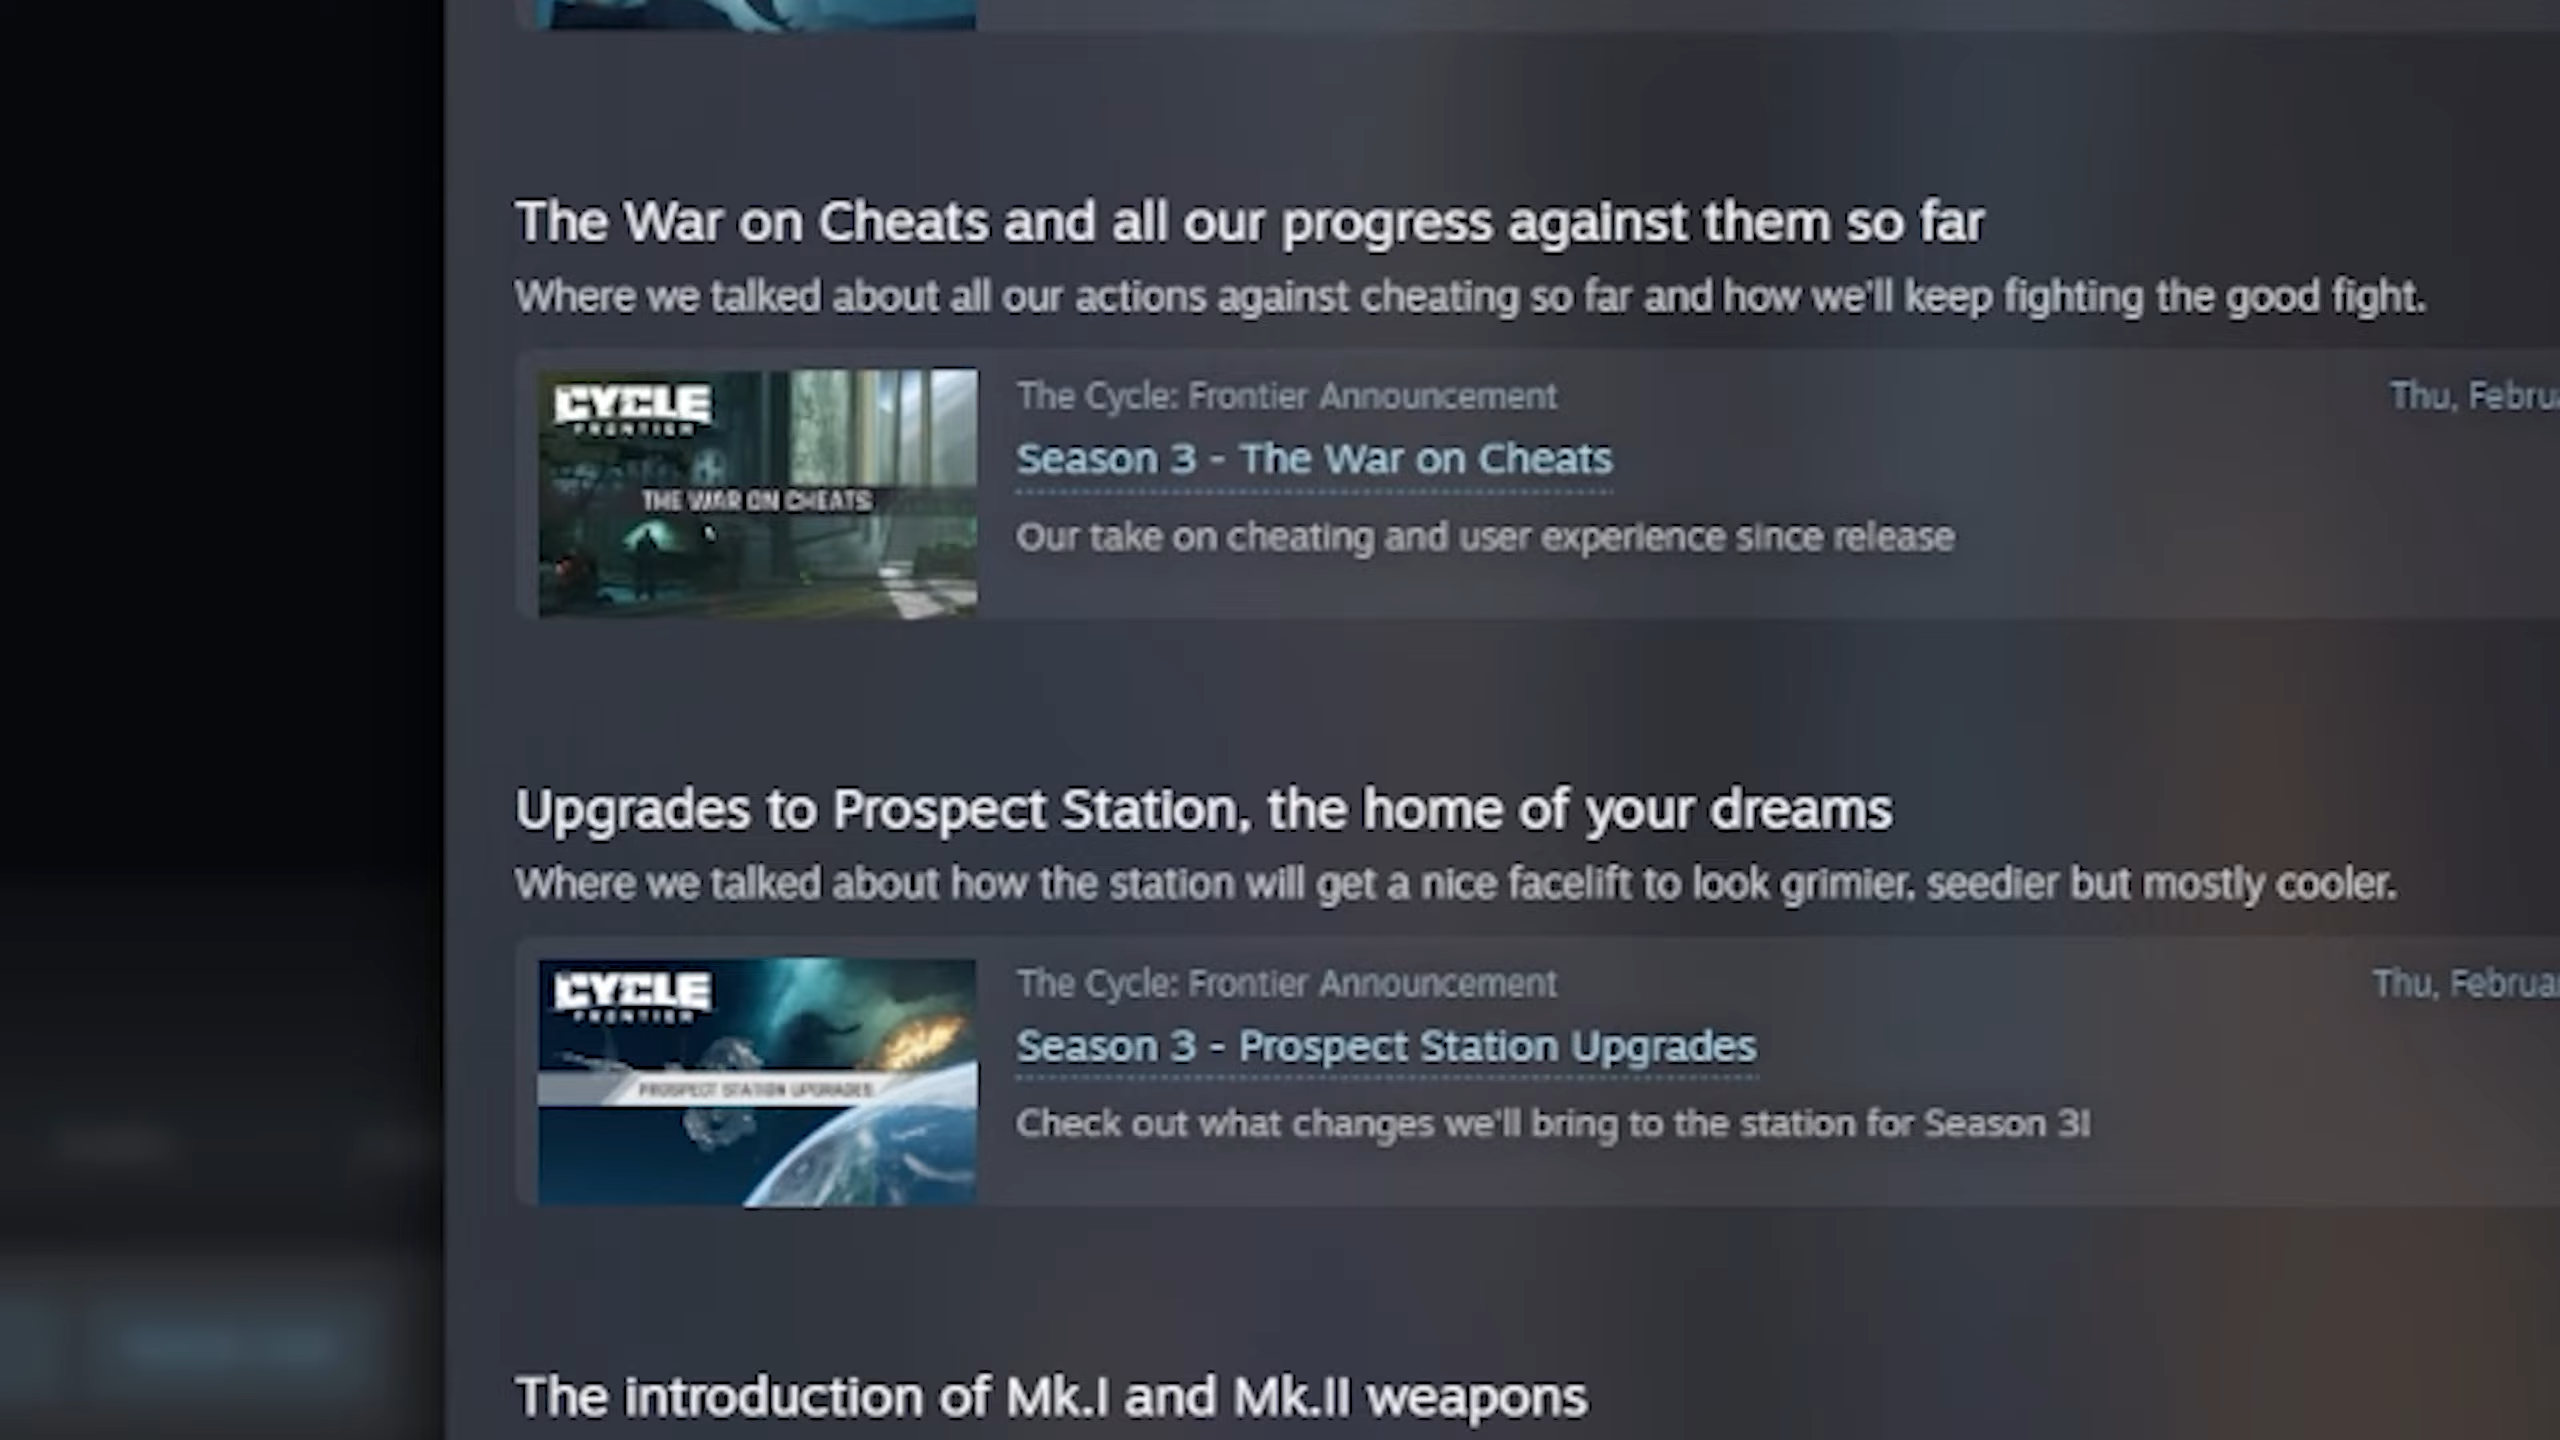 The War on Cheats and all our progress against them so far
Where we talked about all our actions against cheating so far and how we'll keep fighting the good fight.
CYCLE
FRONTIER
THE WAR ON CHEATS
The Cycle: Frontier Announcement
Thu,
Season 3 - The War on Cheats
Our take on cheating and user experience since release
Upgrades to Prospect Station, the home of your dreams
Where we talked about how the station will get a nice facelift to look grimier, seedier but mostly cooler.
CYCLE
FRONTIER
PROSPECT STATION UPGRADES
The Cycle: Frontier Announcement
Thu,
Season 3 - Prospect Station Upgrades
Check out what changes we'll bring to the station for Season 3!
The introduction of Mk.I and Mk.II weapons